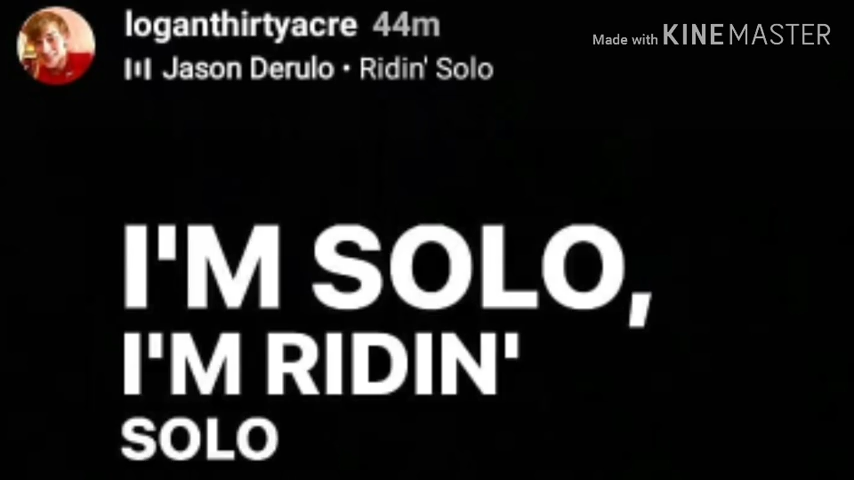 loganthirtyacre 44m
Made with KINEMASTER
Jason Derulo • Ridin' Solo
I'M SOLO,
I'M RIDIN'
SOLO